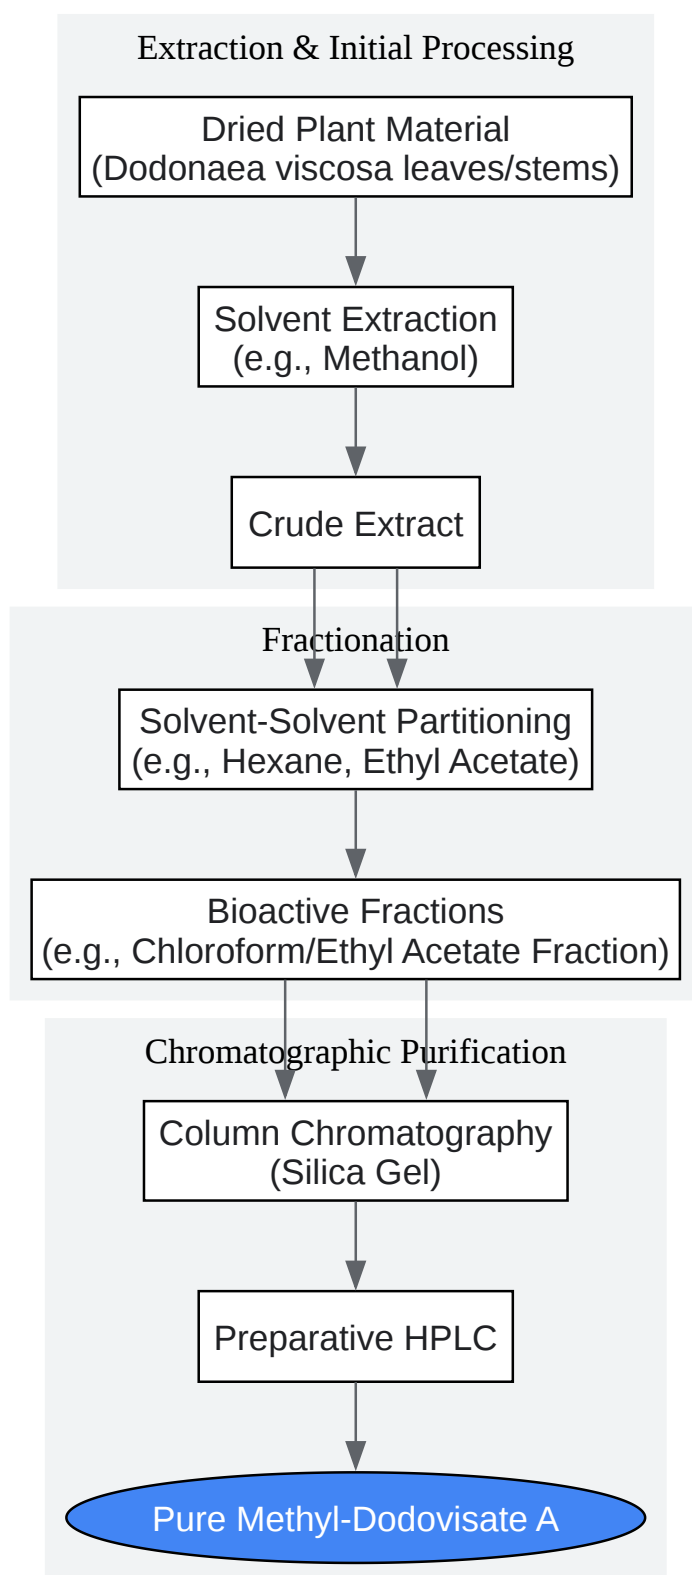 Extraction & Initial Processing
Dried Plant Material
(Dodonaea viscosa leaves/stems)
Solvent Extraction
(e.g., Methanol)
Crude Extract
Fractionation
Solvent-Solvent Partitioning
(e.g., Hexane, Ethyl Acetate)
Bioactive Fractions
(e.g., Chloroform/Ethyl Acetate Fraction)
Chromatographic Purification
Column Chromatography
(Silica Gel)
Preparative HPLC
Pure Methyl-Dodovisate A